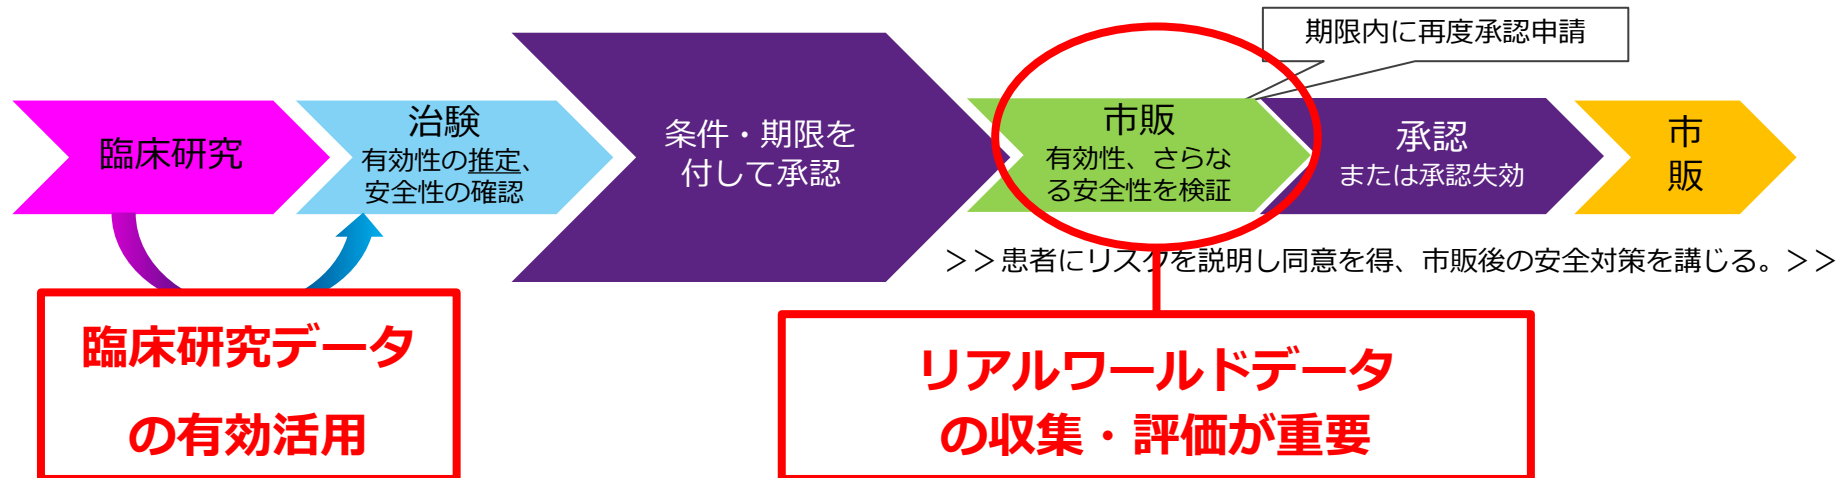 期限内に再度承認申請
臨床研究
治験
有効性の推定、
安全性の確認
条件・期限を
付して承認
市販
有効性、さらな
る安全性を検証
承認
または承認失効
市
販
＞＞患者にリスクを説明し同意を得、市販後の安全対策を講じる。＞＞
臨床研究データ
の有効活用
リアルワールドデータ
の収集・評価が重要